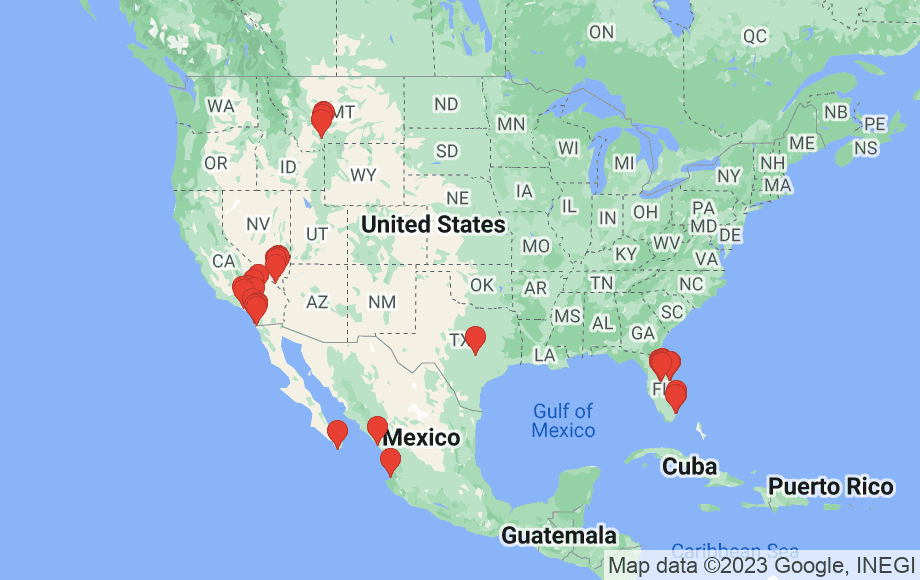 ON
QC
WA
MT
ND
MN
NB
PE
OR
ID
SD
WI
MI
ME
NS
WY
NH
NY
MA
NE
IA
NV
UT
United States
IL
IN
OH
PA
MD
DE
CA
MO
KY
WV
VA
AZ
NM
OK
AR
TN
NC
MS
AL
SC
GA
TX
LA
FL
Gulf of
Mexico
Mexico
Cuba
Puerto Rico
Guatemala
Caribbean Sea
Map data ©2023 Google, INEGI